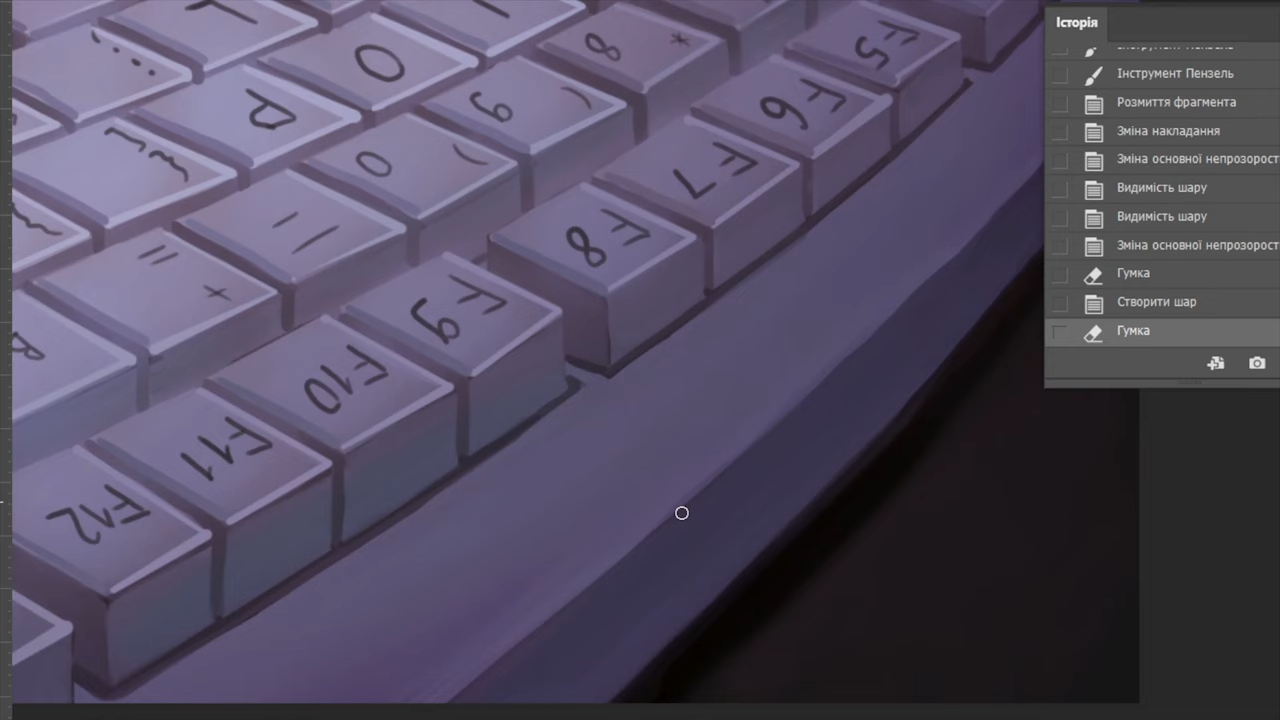 Історія
Інструмент Пензель
Розмиття фрагмента
Зміна накладання
Зміна основної непрозорост
Видимість шару
Видимість шару
Зміна основної непрозорост
Гумка
Створити шар
Гумка
F5
F6
F7
F8
F9
F10
F11
F12
* 8
( 9
) 0
+ =
O
P